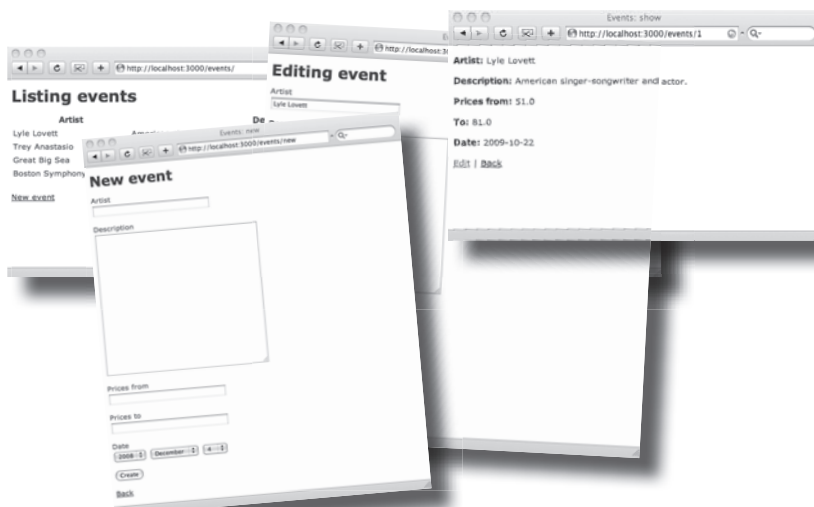 http://localhost:3000/events/
Listing events
Artist
De
Lyle Lovett
Trey Anastasio
Great Big Sea
Boston Symphony
New event
http://localhost:3
Editing event
Artist
Lyle Lovett
Events: new
http://localhost:3000/events/new
New event
Artist
Description
Prices from
Prices to
Date
2008 December 4
Create
Back
Events: show
http://localhost:3000/events/1
Artist: Lyle Lovett
Description: American singer-songwriter and actor.
Prices from: 51.0
To: 81.0
Date: 2009-10-22
Edit | Back